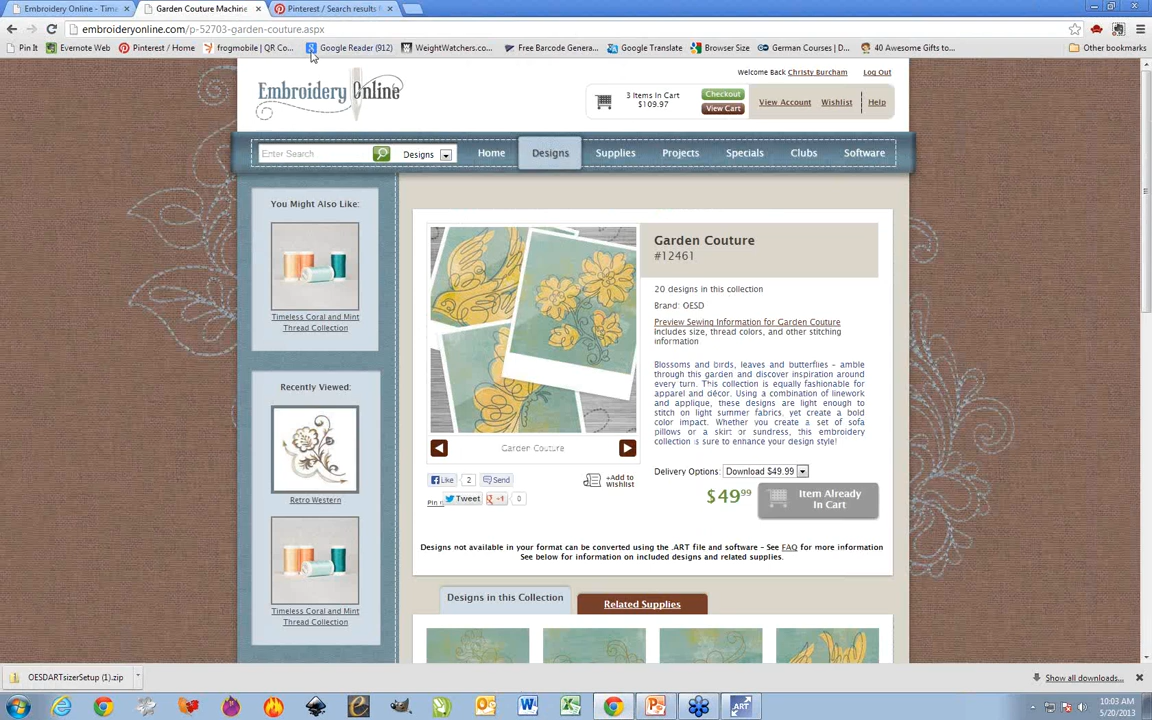 Embroidery Online - Tima
Garden Couture Machine
Pinterest / Search results f
embroideryonline.com/p-52703-garden-couture.aspx
Pin It
Evernote Web
Pinterest / Home
frogmobile | QR Co...
Google Reader (912)
WeightWatchers.co...
Free Barcode Genera...
Google Translate
Browser Size
German Courses | D...
40 Awesome Gifts to...
Other bookmarks
Embroidery Online
Welcome Back Christy Burcham
Log Out
3 Items In Cart
$109.97
Checkout
View Cart
View Account
Wishlist
Help
Enter Search
Designs
Home
Designs
Supplies
Projects
Specials
Clubs
Software
You Might Also Like:
Timeless Coral and Mint
Thread Collection
Recently Viewed:
Retro Western
Timeless Coral and Mint
Thread Collection
Garden Couture
Like
2
Send
+Add to
Wishlist
Pin
Tweet
+1
0
Garden Couture
#12461
20 designs in this collection
Brand: OESD
Preview Sewing Information for Garden Couture
Includes size, thread colors, and other stitching
information
Blossoms and birds, leaves and butterflies – amble
through this garden and discover inspiration around
every turn. This collection is equally fashionable for
apparel and décor. Using a combination of linework
and applique, these designs are light enough to
stitch on light summer fabrics, yet create a bold
color impact. Whether you create a set of sofa
pillows or a skirt or sundress, this embroidery
collection is sure to enhance your design style!
Delivery Options:
Download $49.99
$49.99
Item Already
In Cart
Designs not available in your format can be converted using the .ART file and software – See FAQ for more information
See below for information on included designs and related supplies.
Designs in this Collection
Related Supplies
OESDARTsizerSetup (1).zip
Show all downloads...
ART
10:03 AM
5/20/2013